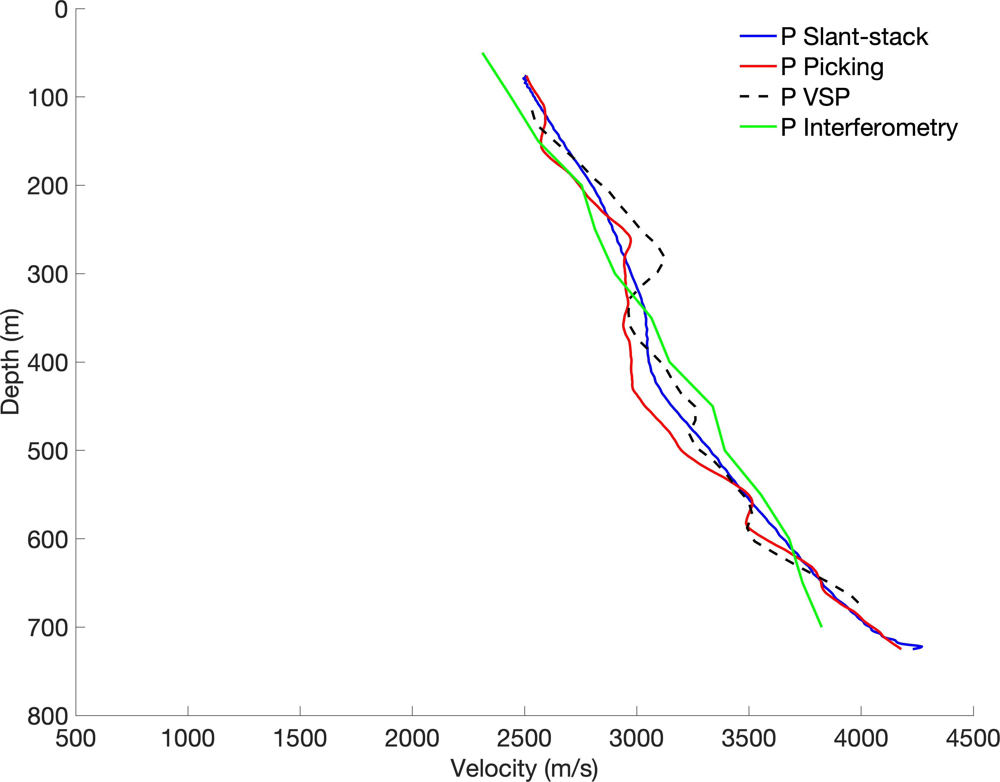 P Slant-stack
P Picking
P VSP
P Interferometry
0
100
200
300
400
500
600
700
800
Depth (m)
500 1000 1500 2000 2500 3000 3500 4000 4500
Velocity (m/s)